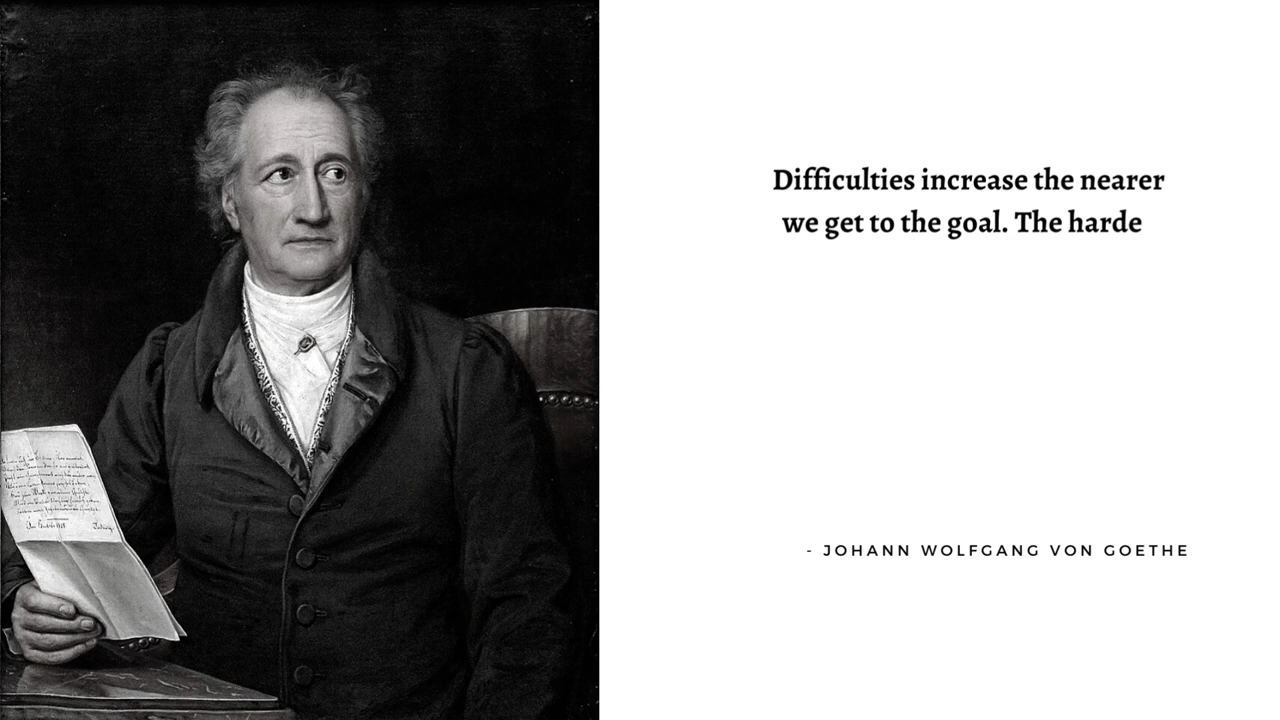 Difficulties increase the nearer
we get to the goal. The harde
- JOHANN WOLFGANG VON GOETHE